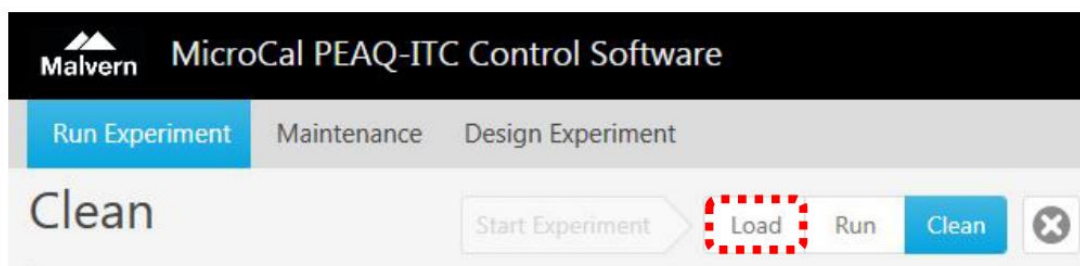 Malvern MicroCal PEAQ-ITC Control Software
Run Experiment Maintenance Design Experiment
Clean Start Experiment Load Run Clean